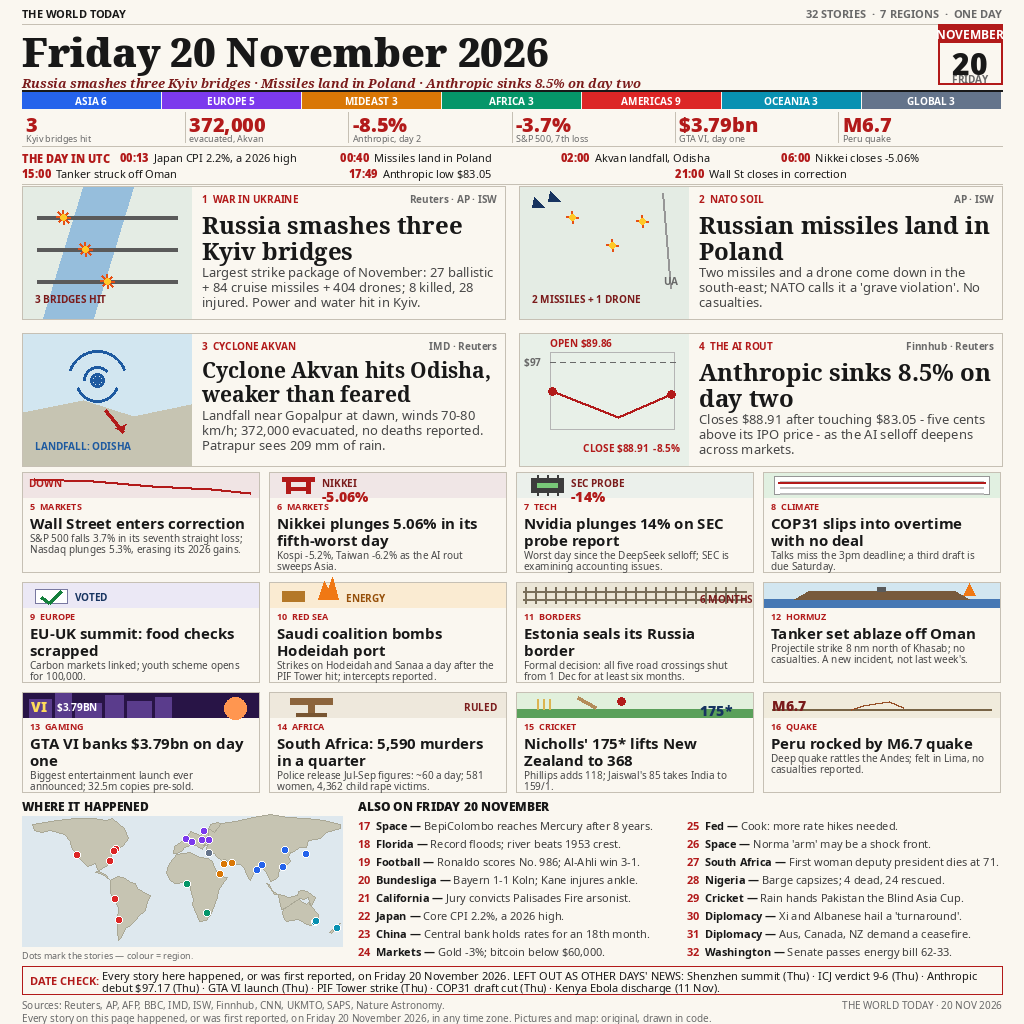 THE WORLD TODAY
32 STORIES · 7 REGIONS · ONE DAY
Friday 20 November 2026
NOVEMBER
20
FRIDAY
Russia smashes three Kyiv bridges · Missiles land in Poland · Anthropic sinks 8.5% on day two
ASIA 6
EUROPE 5
MIDEAST 3
AFRICA 3
AMERICAS 9
OCEANIA 3
GLOBAL 3
3
Kyiv bridges hit
372,000
evacuated, Akvan
-8.5%
Anthropic, day 2
-3.7%
S&P 500, 7th loss
$3.79bn
GTA VI, day one
M6.7
Peru quake
THE DAY IN UTC 00:13 Japan CPI 2.2%, a 2026 high 00:40 Missiles land in Poland 02:00 Akvan landfall, Odisha 06:00 Nikkei closes -5.06%
15:00 Tanker struck off Oman 17:49 Anthropic low $83.05 21:00 Wall St closes in correction
3 BRIDGES HIT
1 WAR IN UKRAINE
Reuters · AP · ISW
Russia smashes three
Kyiv bridges
Largest strike package of November: 27 ballistic
+ 84 cruise missiles + 404 drones; 8 killed, 28
injured. Power and water hit in Kyiv.
UA
2 MISSILES + 1 DRONE
2 NATO SOIL
AP · ISW
Russian missiles land in
Poland
Two missiles and a drone come down in the
south-east; NATO calls it a 'grave violation'. No
casualties.
LANDFALL: ODISHA
3 CYCLONE AKVAN
IMD · Reuters
Cyclone Akvan hits Odisha,
weaker than feared
Landfall near Gopalpur at dawn, winds 70-80
km/h; 372,000 evacuated, no deaths reported.
Patrapur sees 209 mm of rain.
OPEN $89.86
$97
CLOSE $88.91 -8.5%
4 THE AI ROUT
Finnhub · Reuters
Anthropic sinks 8.5% on
day two
Closes $88.91 after touching $83.05 - five cents
above its IPO price - as the AI selloff deepens
across markets.
DOWN
5 MARKETS
Wall Street enters correction
S&P 500 falls 3.7% in its seventh straight loss;
Nasdaq plunges 5.3%, erasing its 2026 gains.
NIKKEI
-5.06%
6 MARKETS
Nikkei plunges 5.06% in its
fifth-worst day
Kospi -5.2%, Taiwan -6.2% as the AI rout
sweeps Asia.
SEC PROBE
-14%
7 TECH
Nvidia plunges 14% on SEC
probe report
Worst day since the DeepSeek selloff; SEC is
examining accounting issues.
8 CLIMATE
COP31 slips into overtime
with no deal
Talks miss the 3pm deadline; a third draft is
due Saturday.
VOTED
9 EUROPE
EU-UK summit: food checks
scrapped
Carbon markets linked; youth scheme opens
for 100,000.
ENERGY
10 RED SEA
Saudi coalition bombs
Hodeidah port
Strikes on Hodeidah and Sanaa a day after the
PIF Tower hit; intercepts reported.
6 MONTHS
11 BORDERS
Estonia seals its Russia
border
Formal decision: all five road crossings shut
from 1 Dec for at least six months.
12 HORMUZ
Tanker set ablaze off Oman
Projectile strike 8 nm north of Khasab; no
casualties. A new incident, not last week's.
VI $3.79BN
13 GAMING
GTA VI banks $3.79bn on day
one
Biggest entertainment launch ever
announced; 32.5m copies pre-sold.
RULED
14 AFRICA
South Africa: 5,590 murders
in a quarter
Police release Jul-Sep figures: ~60 a day; 581
women, 4,362 child rape victims.
175*
15 CRICKET
Nicholls' 175* lifts New
Zealand to 368
Phillips adds 118; Jaiswal's 85 takes India to
159/1.
M6.7
16 QUAKE
Peru rocked by M6.7 quake
Deep quake rattles the Andes; felt in Lima, no
casualties reported.
WHERE IT HAPPENED
Dots mark the stories — colour = region.
ALSO ON FRIDAY 20 NOVEMBER
17 Space — BepiColombo reaches Mercury after 8 years.
18 Florida — Record floods; river beats 1953 crest.
19 Football — Ronaldo scores No. 986; Al-Ahli win 3-1.
20 Bundesliga — Bayern 1-1 Koln; Kane injures ankle.
21 California — Jury convicts Palisades Fire arsonist.
22 Japan — Core CPI 2.2%, a 2026 high.
23 China — Central bank holds rates for an 18th month.
24 Markets — Gold -3%; bitcoin below $60,000.
25 Fed — Cook: more rate hikes needed.
26 Space — Norma 'arm' may be a shock front.
27 South Africa — First woman deputy president dies at 71.
28 Nigeria — Barge capsizes; 4 dead, 24 rescued.
29 Cricket — Rain hands Pakistan the Blind Asia Cup.
30 Diplomacy — Xi and Albanese hail a 'turnaround'.
31 Diplomacy — Aus, Canada, NZ demand a ceasefire.
32 Washington — Senate passes energy bill 62-33.
DATE CHECK: Every story here happened, or was first reported, on Friday 20 November 2026. LEFT OUT AS OTHER DAYS' NEWS: Shenzhen summit (Thu) · ICJ verdict 9-6 (Thu) · Anthropic
debut $97.17 (Thu) · GTA VI launch (Thu) · PIF Tower strike (Thu) · COP31 draft cut (Thu) · Kenya Ebola discharge (11 Nov).
Sources: Reuters, AP, AFP, BBC, IMD, ISW, Finnhub, CNN, UKMTO, SAPS, Nature Astronomy.
THE WORLD TODAY · 20 NOV 2026
Every story on this page happened, or was first reported, on Friday 20 November 2026, in any time zone. Pictures and map: original, drawn in code.